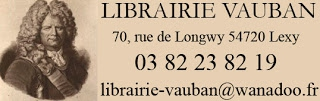 LIBRAIRIE VAUBAN
70, rue de Longwy 54720 Lexy
03 82 23 82 19
librairie-vauban@wanadoo.fr